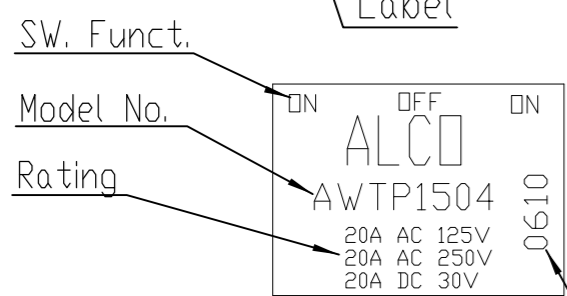 Label
SW. Funct.
ON OFF ON
ALCO
Model No.
AWTP1504
Rating
20A AC 125V
20A AC 250V
20A DC 30V
0610